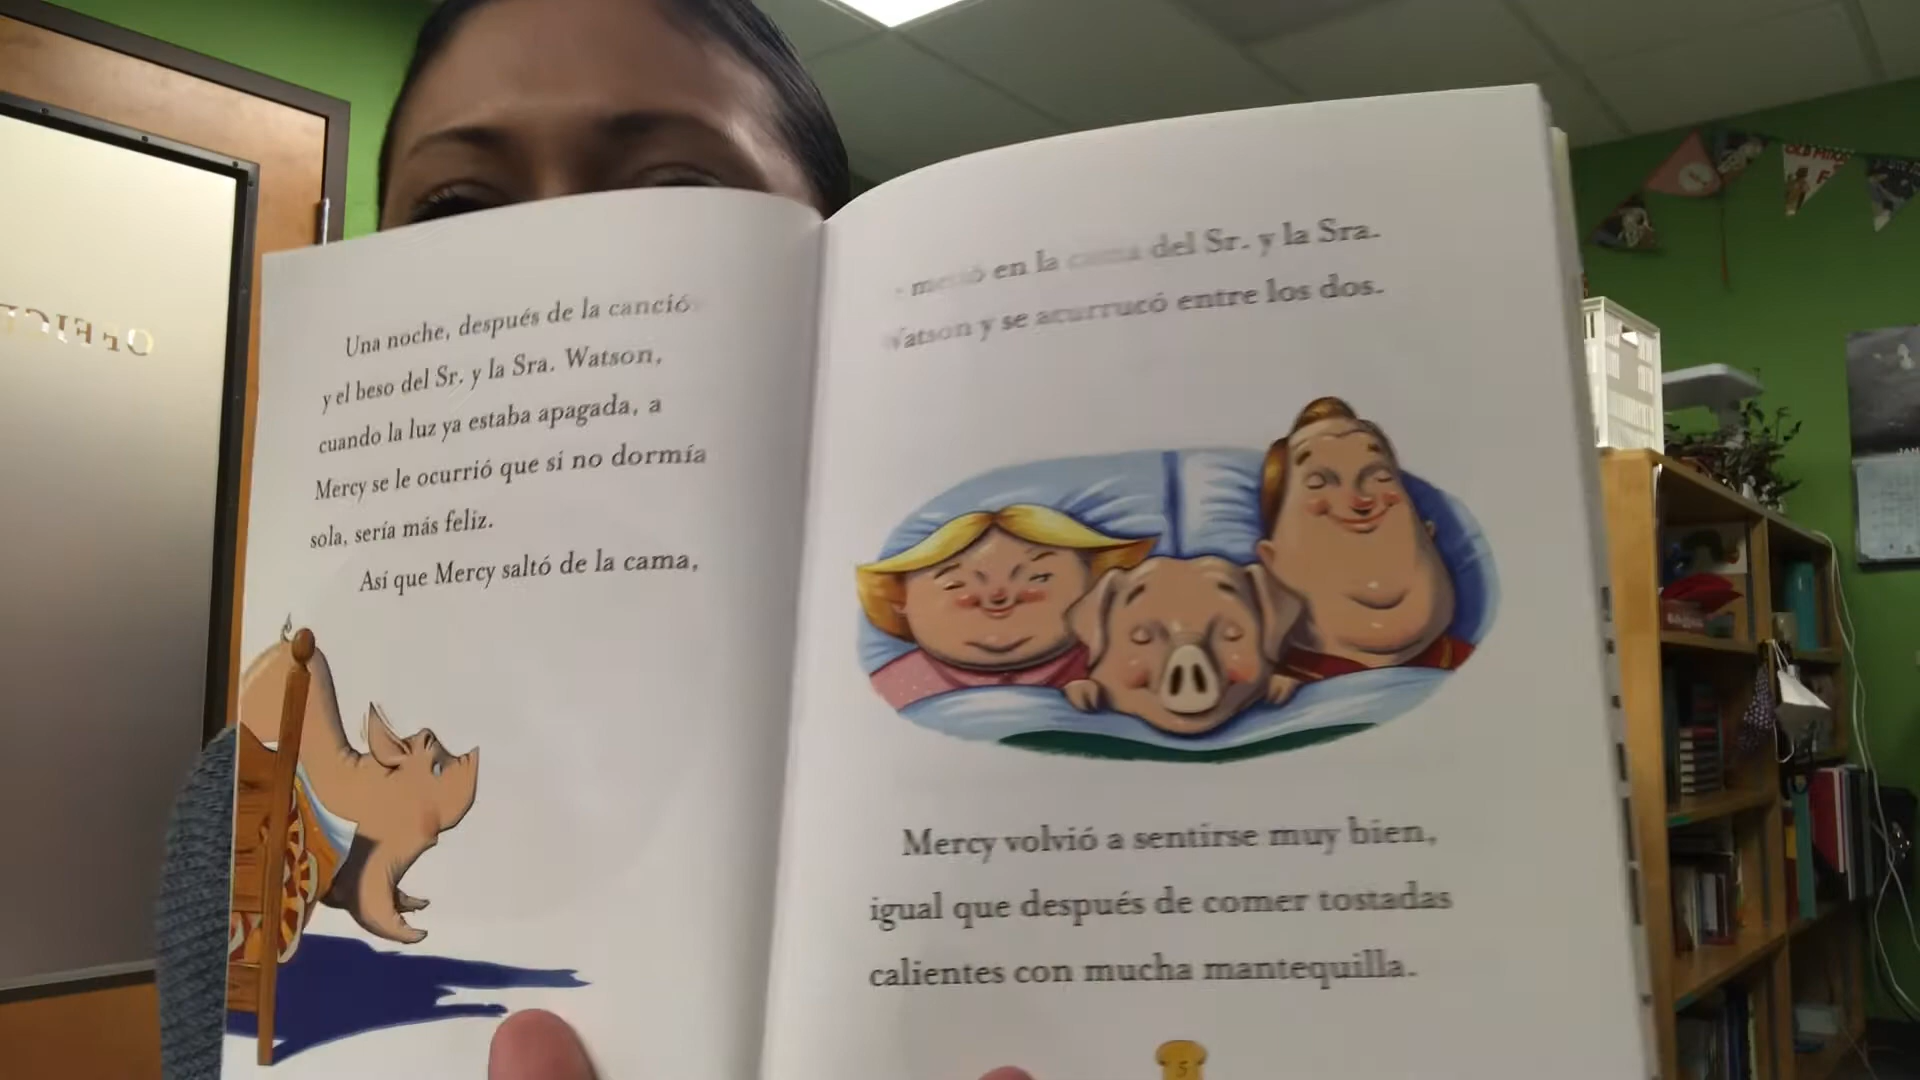 Una noche, después de la canció
y el beso del Sr. y la Sra. Watson,
cuando la luz ya estaba apagada, a
Mercy se le ocurrió que si no dormía
sola, sería más feliz.
Así que Mercy saltó de la cama,
en la cama del Sr. y la Sra.
Watson y se acurrucó entre los dos.
Mercy volvió a sentirse muy bien,
igual que después de comer tostadas
calientes con mucha mantequilla.
5
OFFICE